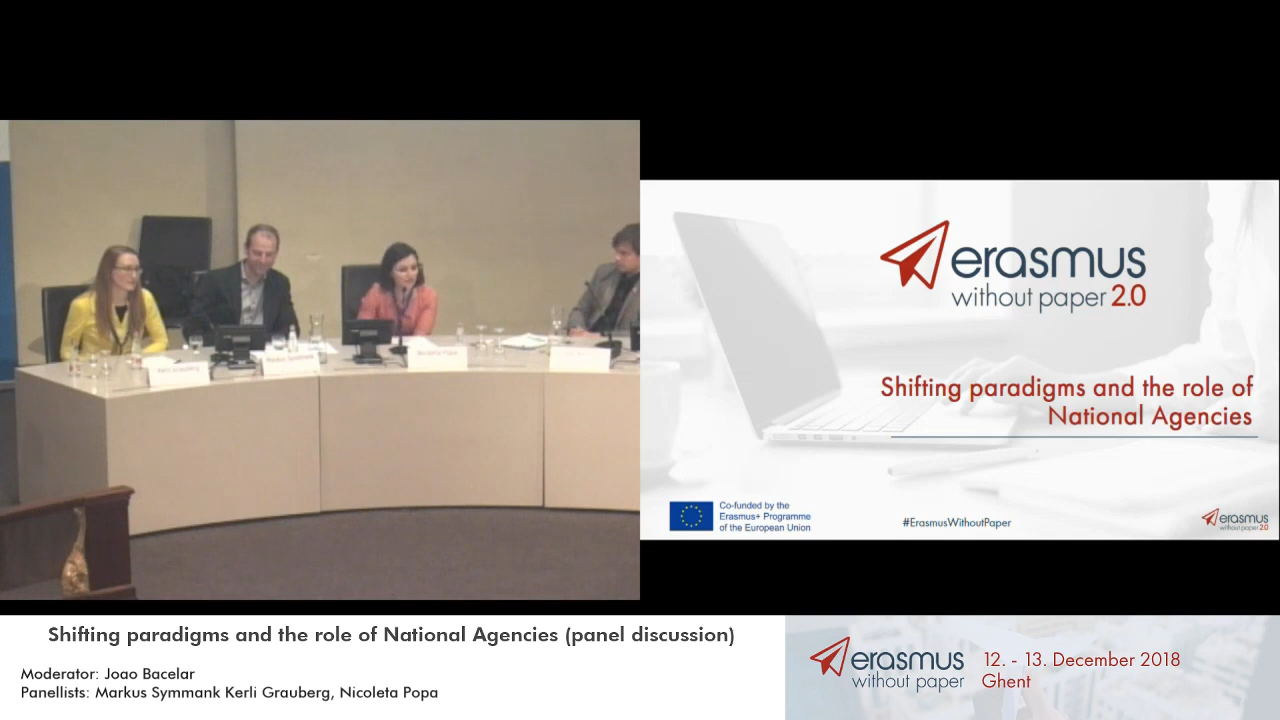 erasmus
without paper 2.0
Shifting paradigms and the role of
National Agencies
Co-funded by the
Erasmus+ Programme
of the European Union
#ErasmusWithoutPaper
erasmus
without paper 2.0
Shifting paradigms and the role of National Agencies (panel discussion)
Moderator: Joao Bacelar
Panellists: Markus Symmank Kerli Grauberg, Nicoleta Popa
erasmus
without paper
12. - 13. December 2018
Ghent